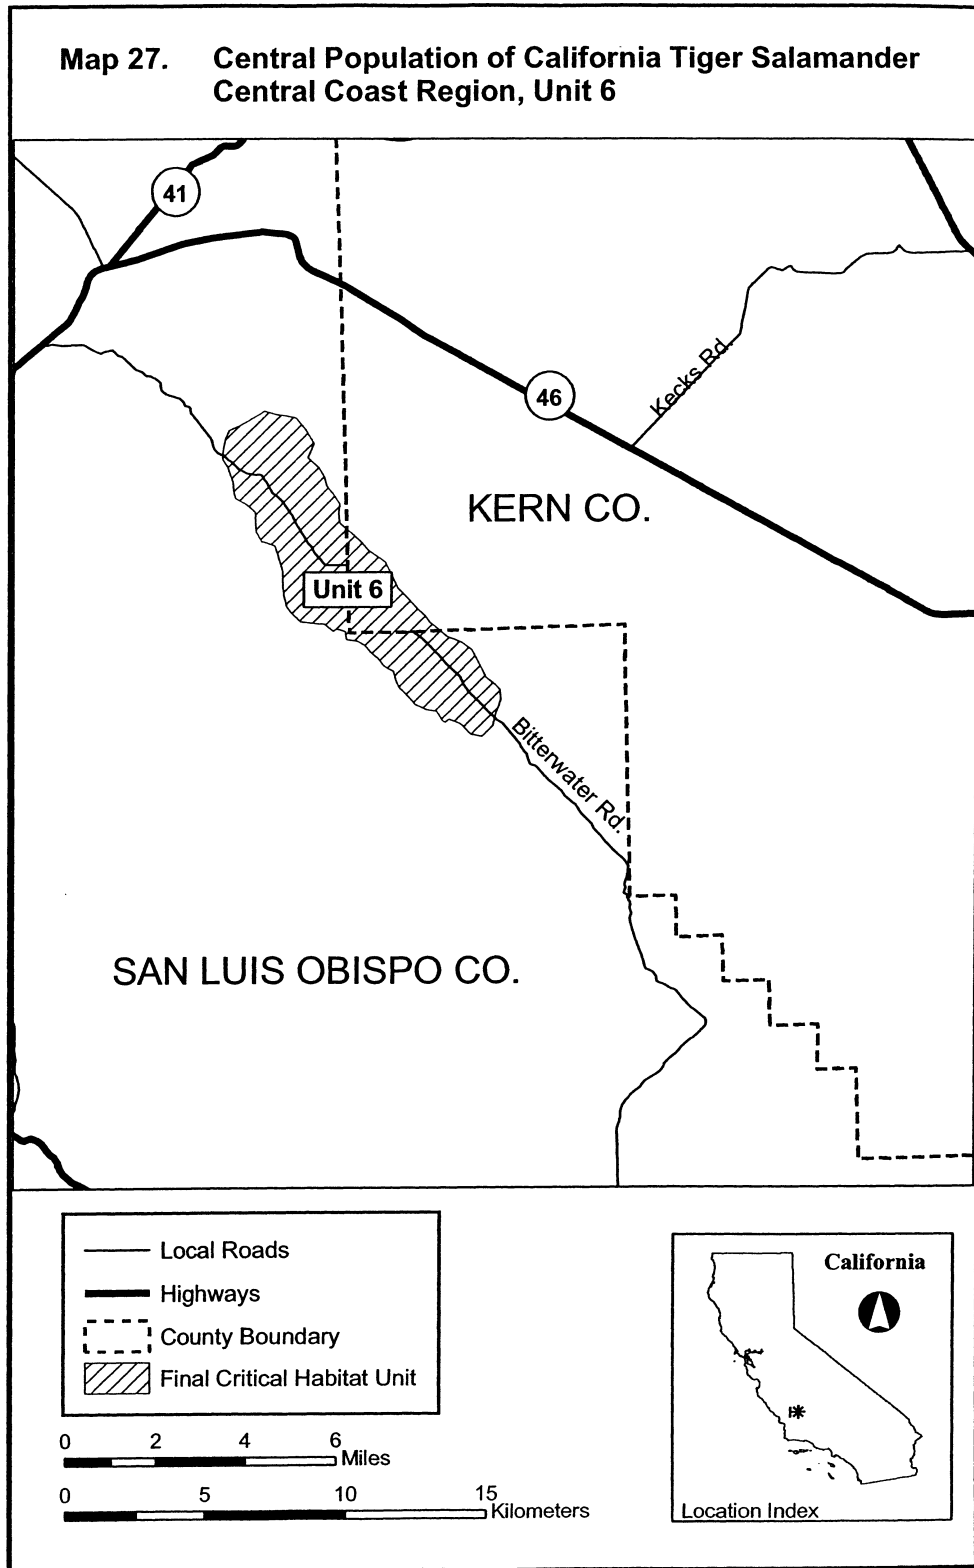 Map 27. Central Population of California Tiger Salamander
Central Coast Region, Unit 6
41
46
Kecks Rd.
KERN CO.
Unit 6
Bitterwater Rd.
SAN LUIS OBISPO CO.
Local Roads
Highways
County Boundary
Final Critical Habitat Unit
0 2 4 6
Miles
0 5 10 15
Kilometers
California
Location Index